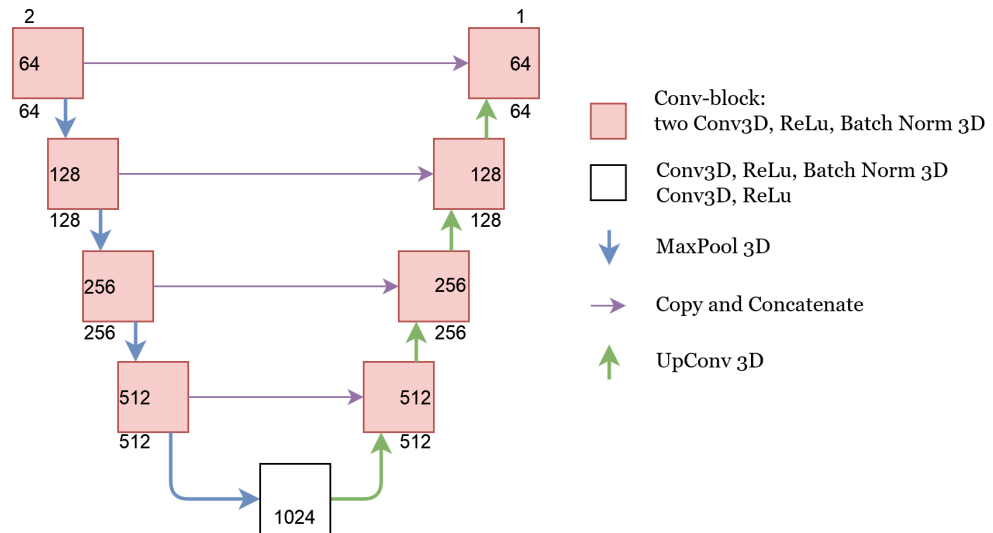 2
1
64
64
64
64
128
128
128
128
256
256
256
256
512
512
512
512
1024
Conv-block:
two Conv3D, ReLu, Batch Norm 3D
Conv3D, ReLu, Batch Norm 3D
Conv3D, ReLu
MaxPool 3D
Copy and Concatenate
UpConv 3D